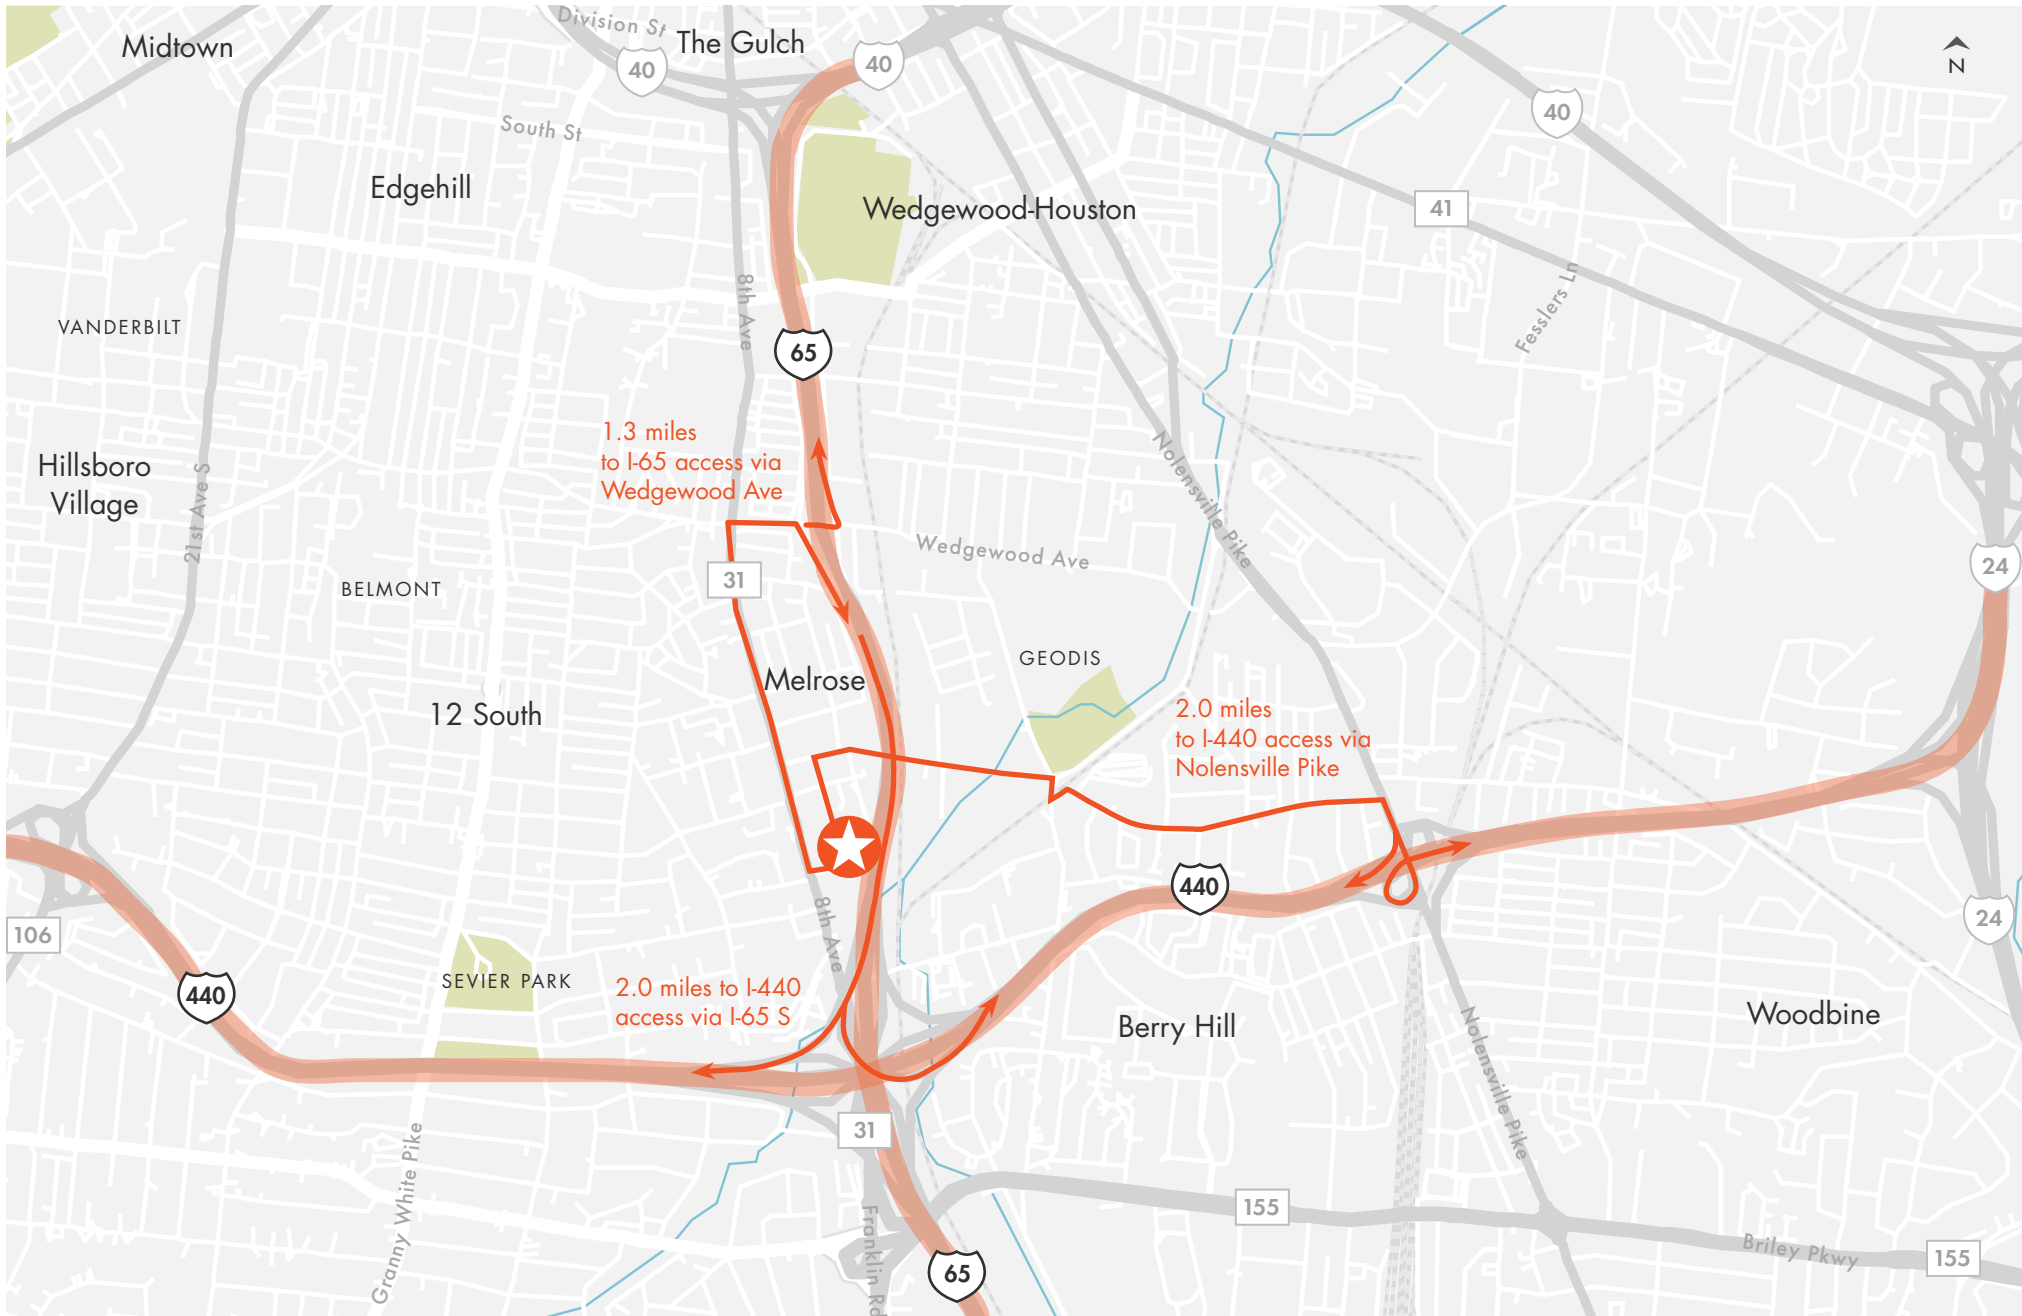 Division St
The Gulch
Midtown
40
40
N
40
South St
Edgehill
Wedgewood-Houston
41
8th Ave
Fesslers Ln
VANDERBILT
65
1.3 miles
to I-65 access via
Wedgewood Ave
Hillsboro
Village
21st Ave S
Nolensville Pike
Wedgewood Ave
24
31
BELMONT
GEODIS
Melrose
12 South
2.0 miles
to I-440 access via
Nolensville Pike
440
8th Ave
106
24
SEVIER PARK
440
2.0 miles to I-440
access via I-65 S
Berry Hill
Woodbine
Nolensville Pike
31
Granny White Pike
155
Franklin Rd
Briley Pkwy
155
65